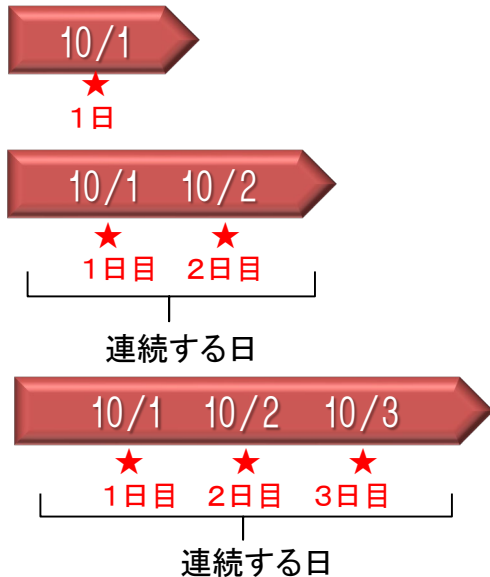 10/1
★
1日
10/1 10/2
★ ★
1日目 2日目
連続する日
10/1 10/2 10/3
★ ★ ★
1日目 2日目 3日目
連続する日